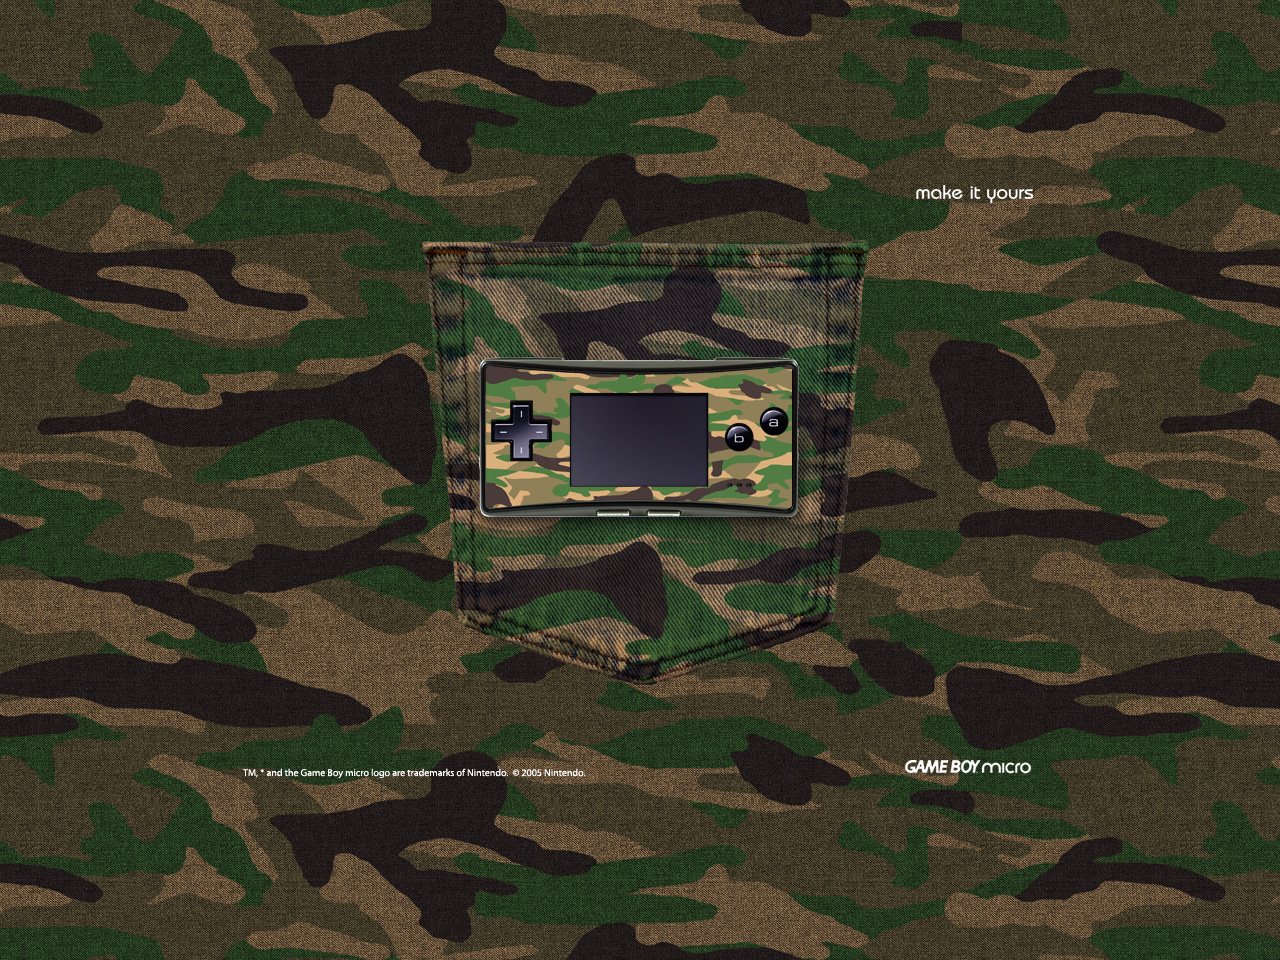 make it yours
a
b
TM, * and the Game Boy micro logo are trademarks of Nintendo. © 2005 Nintendo.
GAME BOY micro